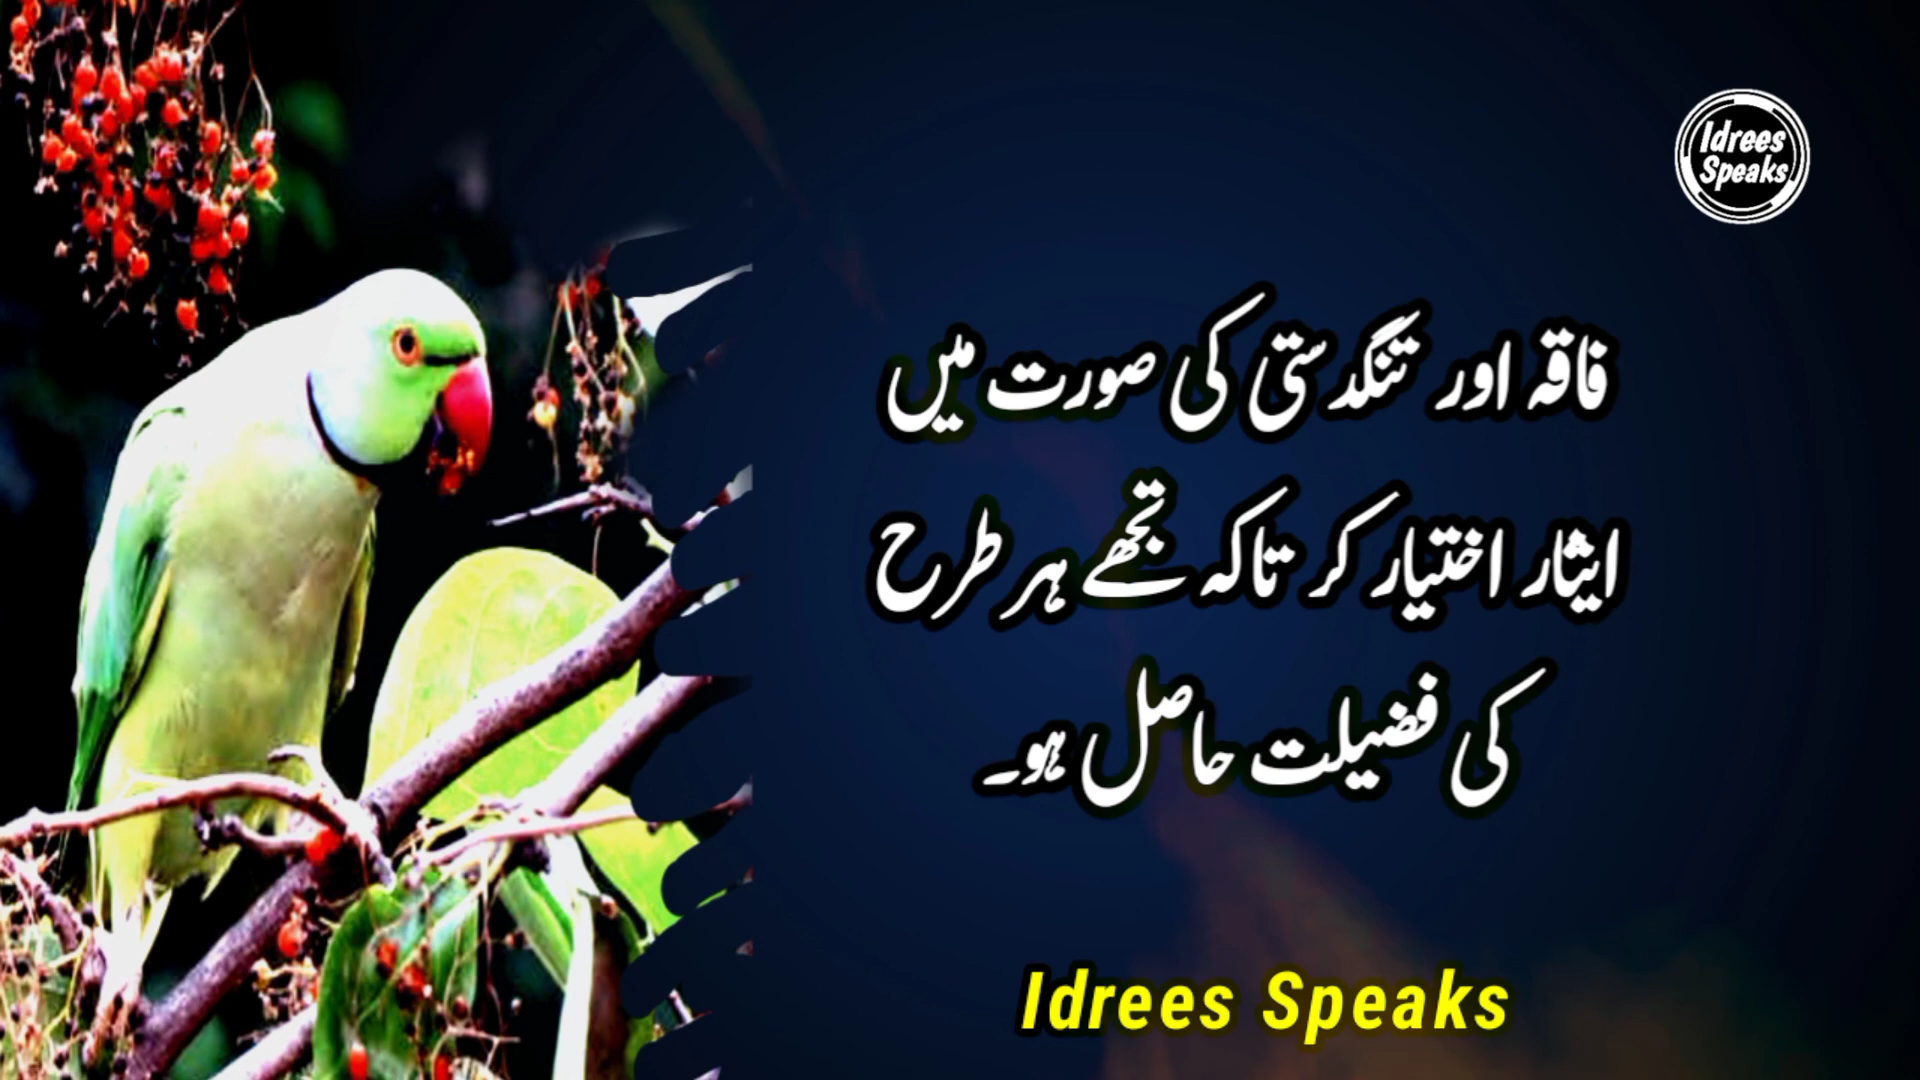 Idrees
Speaks
فاقہ اور تنگدستی کی صورت میں
ایثار اختیار کر تاکہ تجھے ہر طرح
کی فضیلت حاصل ہو۔
Idrees Speaks